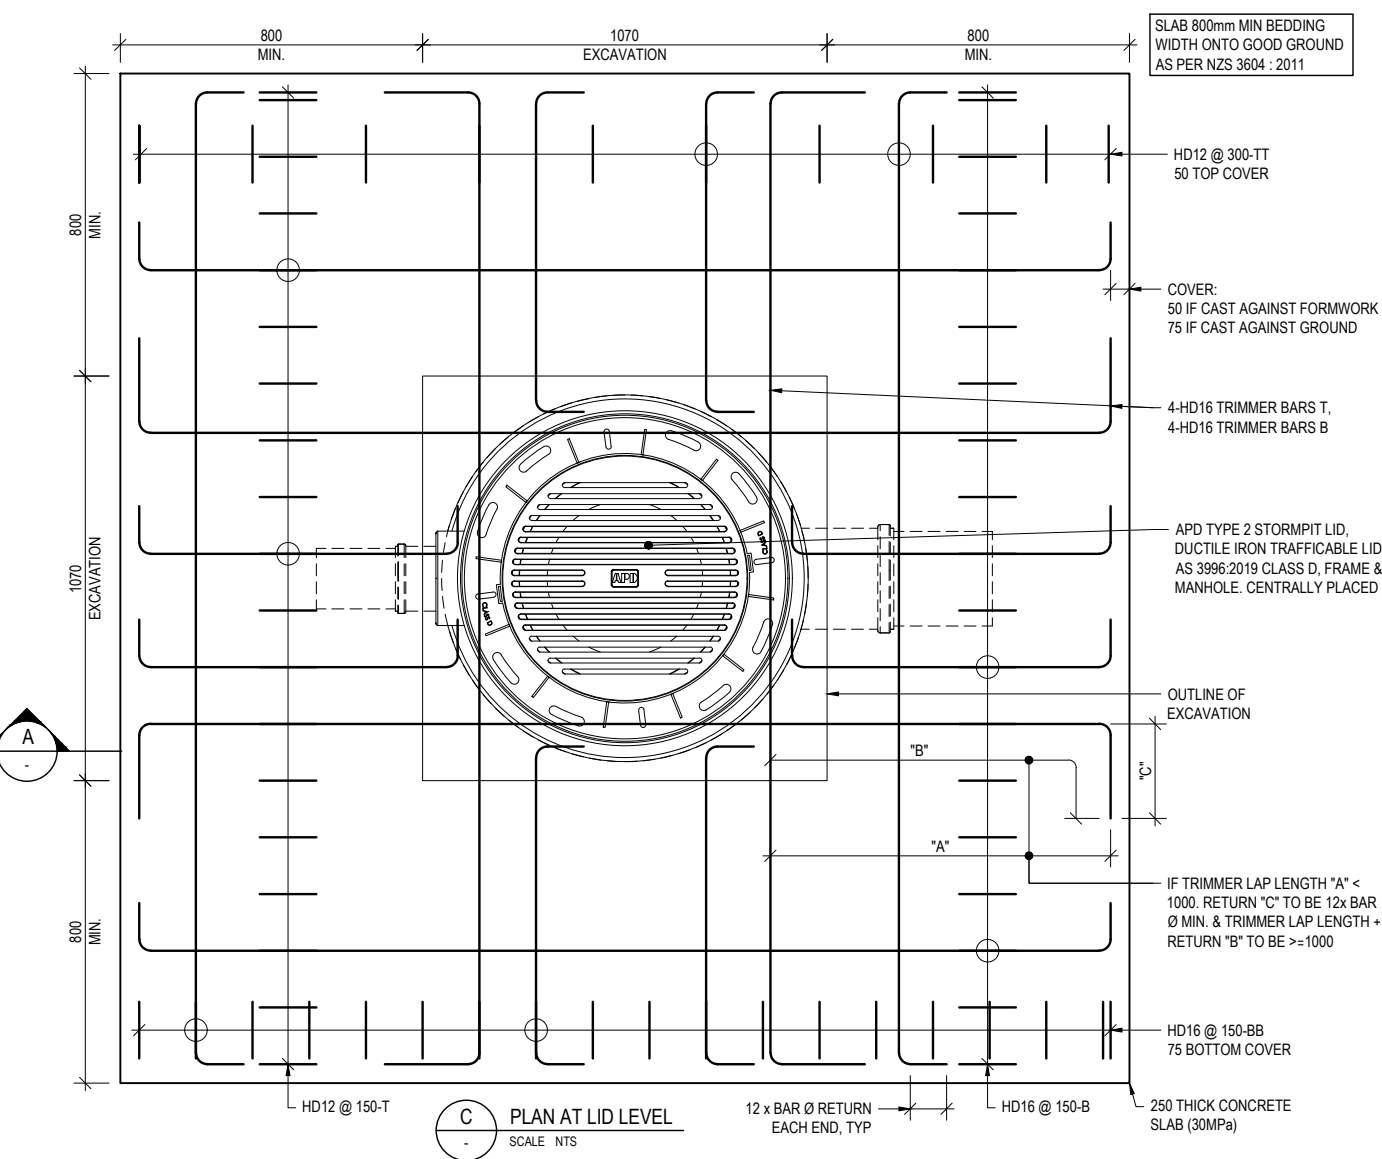 800
MIN.
1070
EXCAVATION
800
MIN.
SLAB 800mm MIN BEDDING
WIDTH ONTO GOOD GROUND
AS PER NZS 3604 : 2011
HD12 @ 300-TT
50 TOP COVER
800
MIN.
COVER:
50 IF CAST AGAINST FORMWORK
75 IF CAST AGAINST GROUND
4-HD16 TRIMMER BARS T,
4-HD16 TRIMMER BARS B
CLASS D
APD
CLASS D
APD TYPE 2 STORMPIT LID,
DUCTILE IRON TRAFFICABLE LID
AS 3996:2019 CLASS D, FRAME &
MANHOLE. CENTRALLY PLACED
1070
EXCAVATION
OUTLINE OF
EXCAVATION
A
-
"B"
"C"
"A"
IF TRIMMER LAP LENGTH "A" <
1000. RETURN "C" TO BE 12x BAR
Ø MIN. & TRIMMER LAP LENGTH +
RETURN "B" TO BE >=1000
800
MIN.
HD16 @ 150-BB
75 BOTTOM COVER
HD12 @ 150-T
C
-
PLAN AT LID LEVEL
SCALE NTS
12 x BAR Ø RETURN
EACH END, TYP
HD16 @ 150-B
250 THICK CONCRETE
SLAB (30MPa)